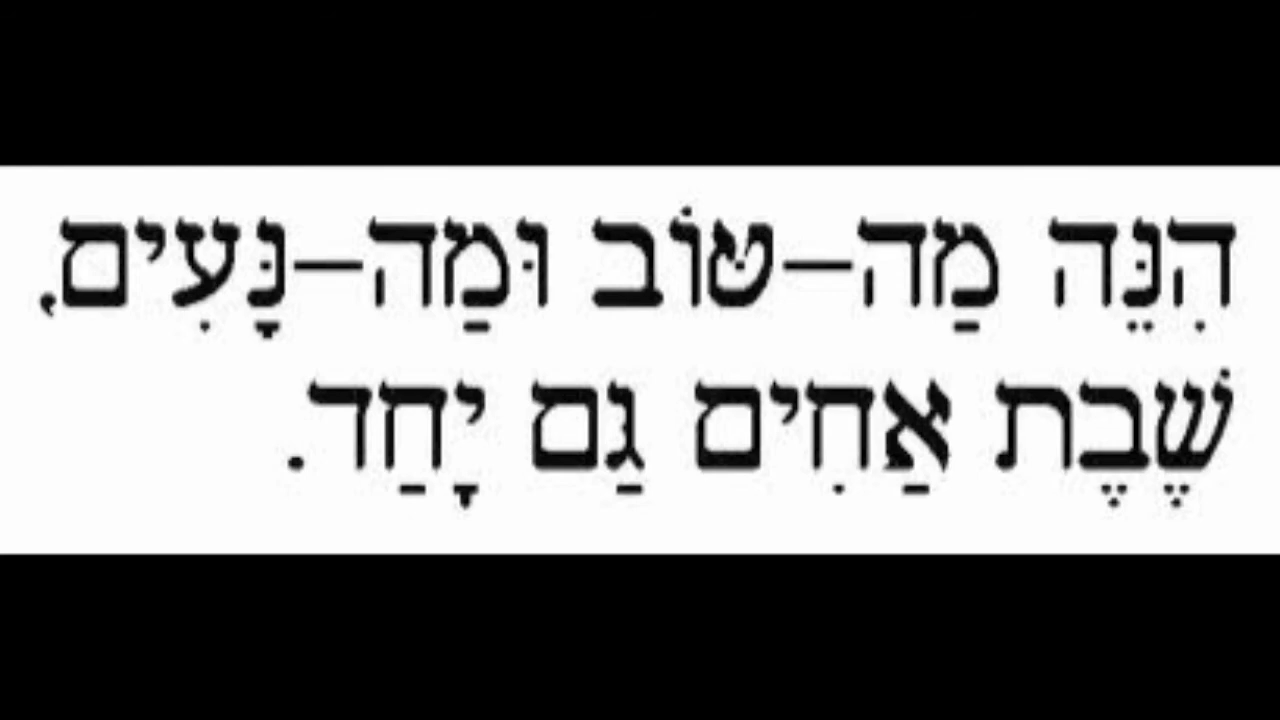 הִנֵּה מַה–טּוֹב וּמַה–נָּעִים,
שֶׁבֶת אַחִים גַם יָחַד.